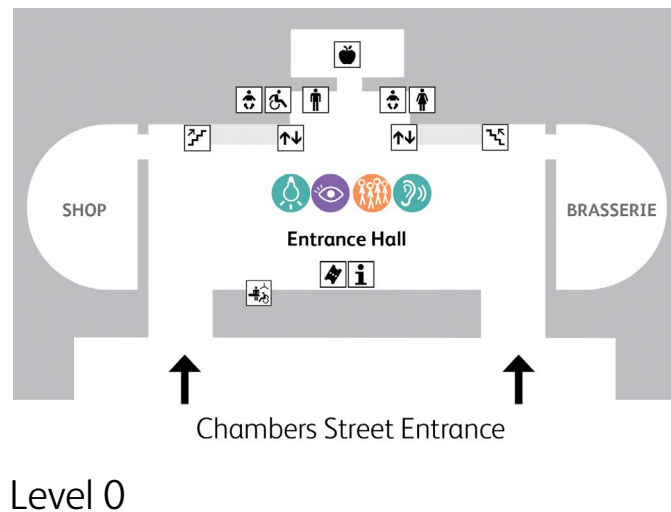 SHOP
BRASSERIE
Entrance Hall
Chambers Street Entrance
Level 0